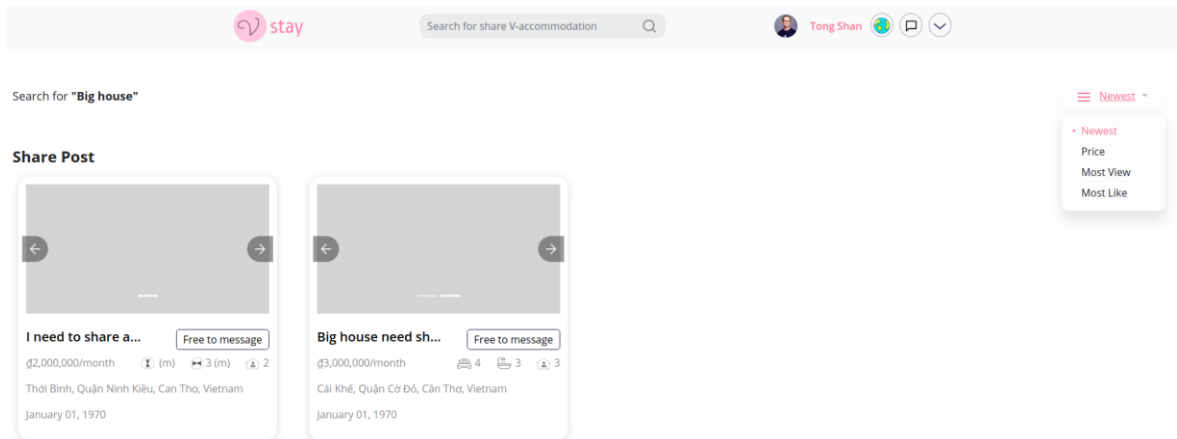 stay
Search for share V-accommodation
Tong Shan
Search for "Big house"
Newest
Newest
Price
Most View
Most Like
Share Post
I need to share a...
Free to message
₫2,000,000/month
(m)
3 (m)
2
Thới Bình, Quận Ninh Kiều, Can Tho, Vietnam
January 01, 1970
Big house need sh...
Free to message
₫3,000,000/month
4
3
3
Cái Khế, Quận Cờ Đỏ, Cần Thơ, Vietnam
January 01, 1970